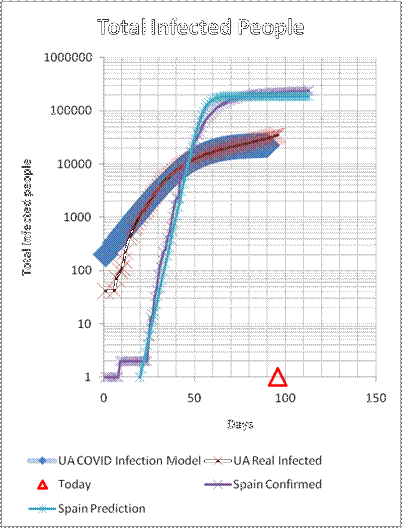 Total Infected People
1000000
100000
10000
1000
100
10
1
Total Infected people
0 50 100 150
Days
UA COVID Infection Model UA Real Infected
Today Spain Confirmed
Spain Prediction